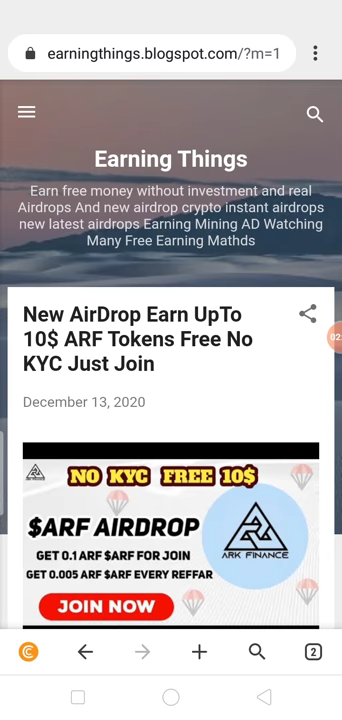 earningthings.blogspot.com/?m=1
Earning Things
Earn free money without investment and real
Airdrops And new airdrop crypto instant airdrops
new latest airdrops Earning Mining AD Watching
Many Free Earning Mathds
New AirDrop Earn UpTo
10$ ARF Tokens Free No
KYC Just Join
December 13, 2020
02
NO KYC FREE 10$
$ARF AIRDROP
ARK FINANCE
GET 0.1 ARF $ARF FOR JOIN
GET 0.005 ARF $ARF EVERY REFFAR
JOIN NOW
2